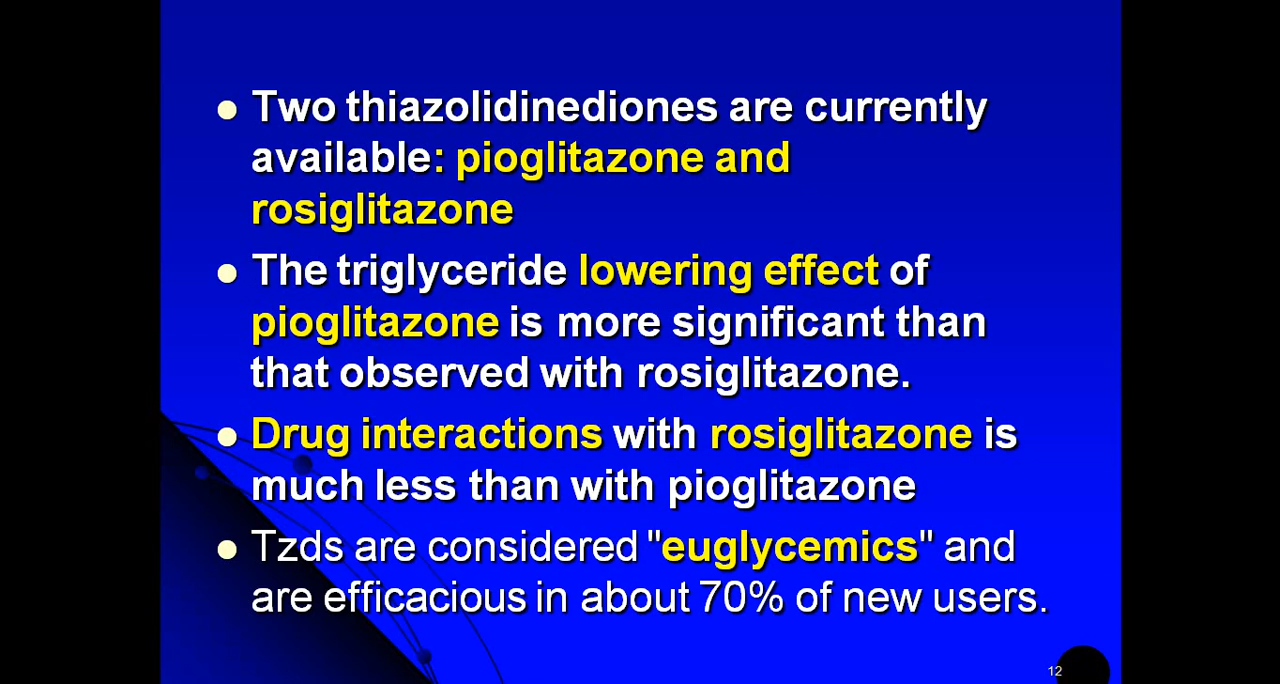 Two thiazolidinediones are currently
available: pioglitazone and
rosiglitazone
The triglyceride lowering effect of
pioglitazone is more significant than
that observed with rosiglitazone.
Drug interactions with rosiglitazone is
much less than with pioglitazone
Tzds are considered "euglycemics" and
are efficacious in about 70% of new users.
12